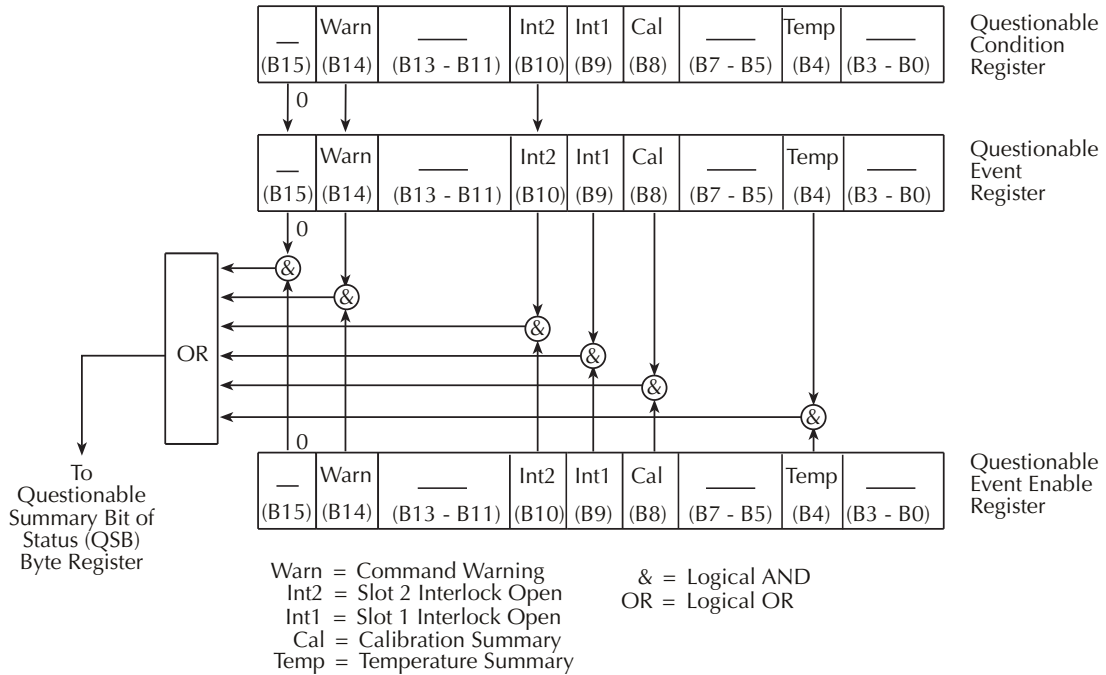 Warn Int2 Int1 Cal Temp
(B15) (B14) (B13 - B11) (B10) (B9) (B8) (B7 - B5) (B4) (B3 - B0)
Questionable
Condition
Register
0
Warn Int2 Int1 Cal Temp
(B15) (B14) (B13 - B11) (B10) (B9) (B8) (B7 - B5) (B4) (B3 - B0)
Questionable
Event
Register
0
&
&
&
&
&
&
OR
0
To
Questionable
Summary Bit of
Status (QSB)
Byte Register
Warn Int2 Int1 Cal Temp
(B15) (B14) (B13 - B11) (B10) (B9) (B8) (B7 - B5) (B4) (B3 - B0)
Questionable
Event Enable
Register
Warn = Command Warning
Int2 = Slot 2 Interlock Open
Int1 = Slot 1 Interlock Open
Cal = Calibration Summary
Temp = Temperature Summary
& = Logical AND
OR = Logical OR